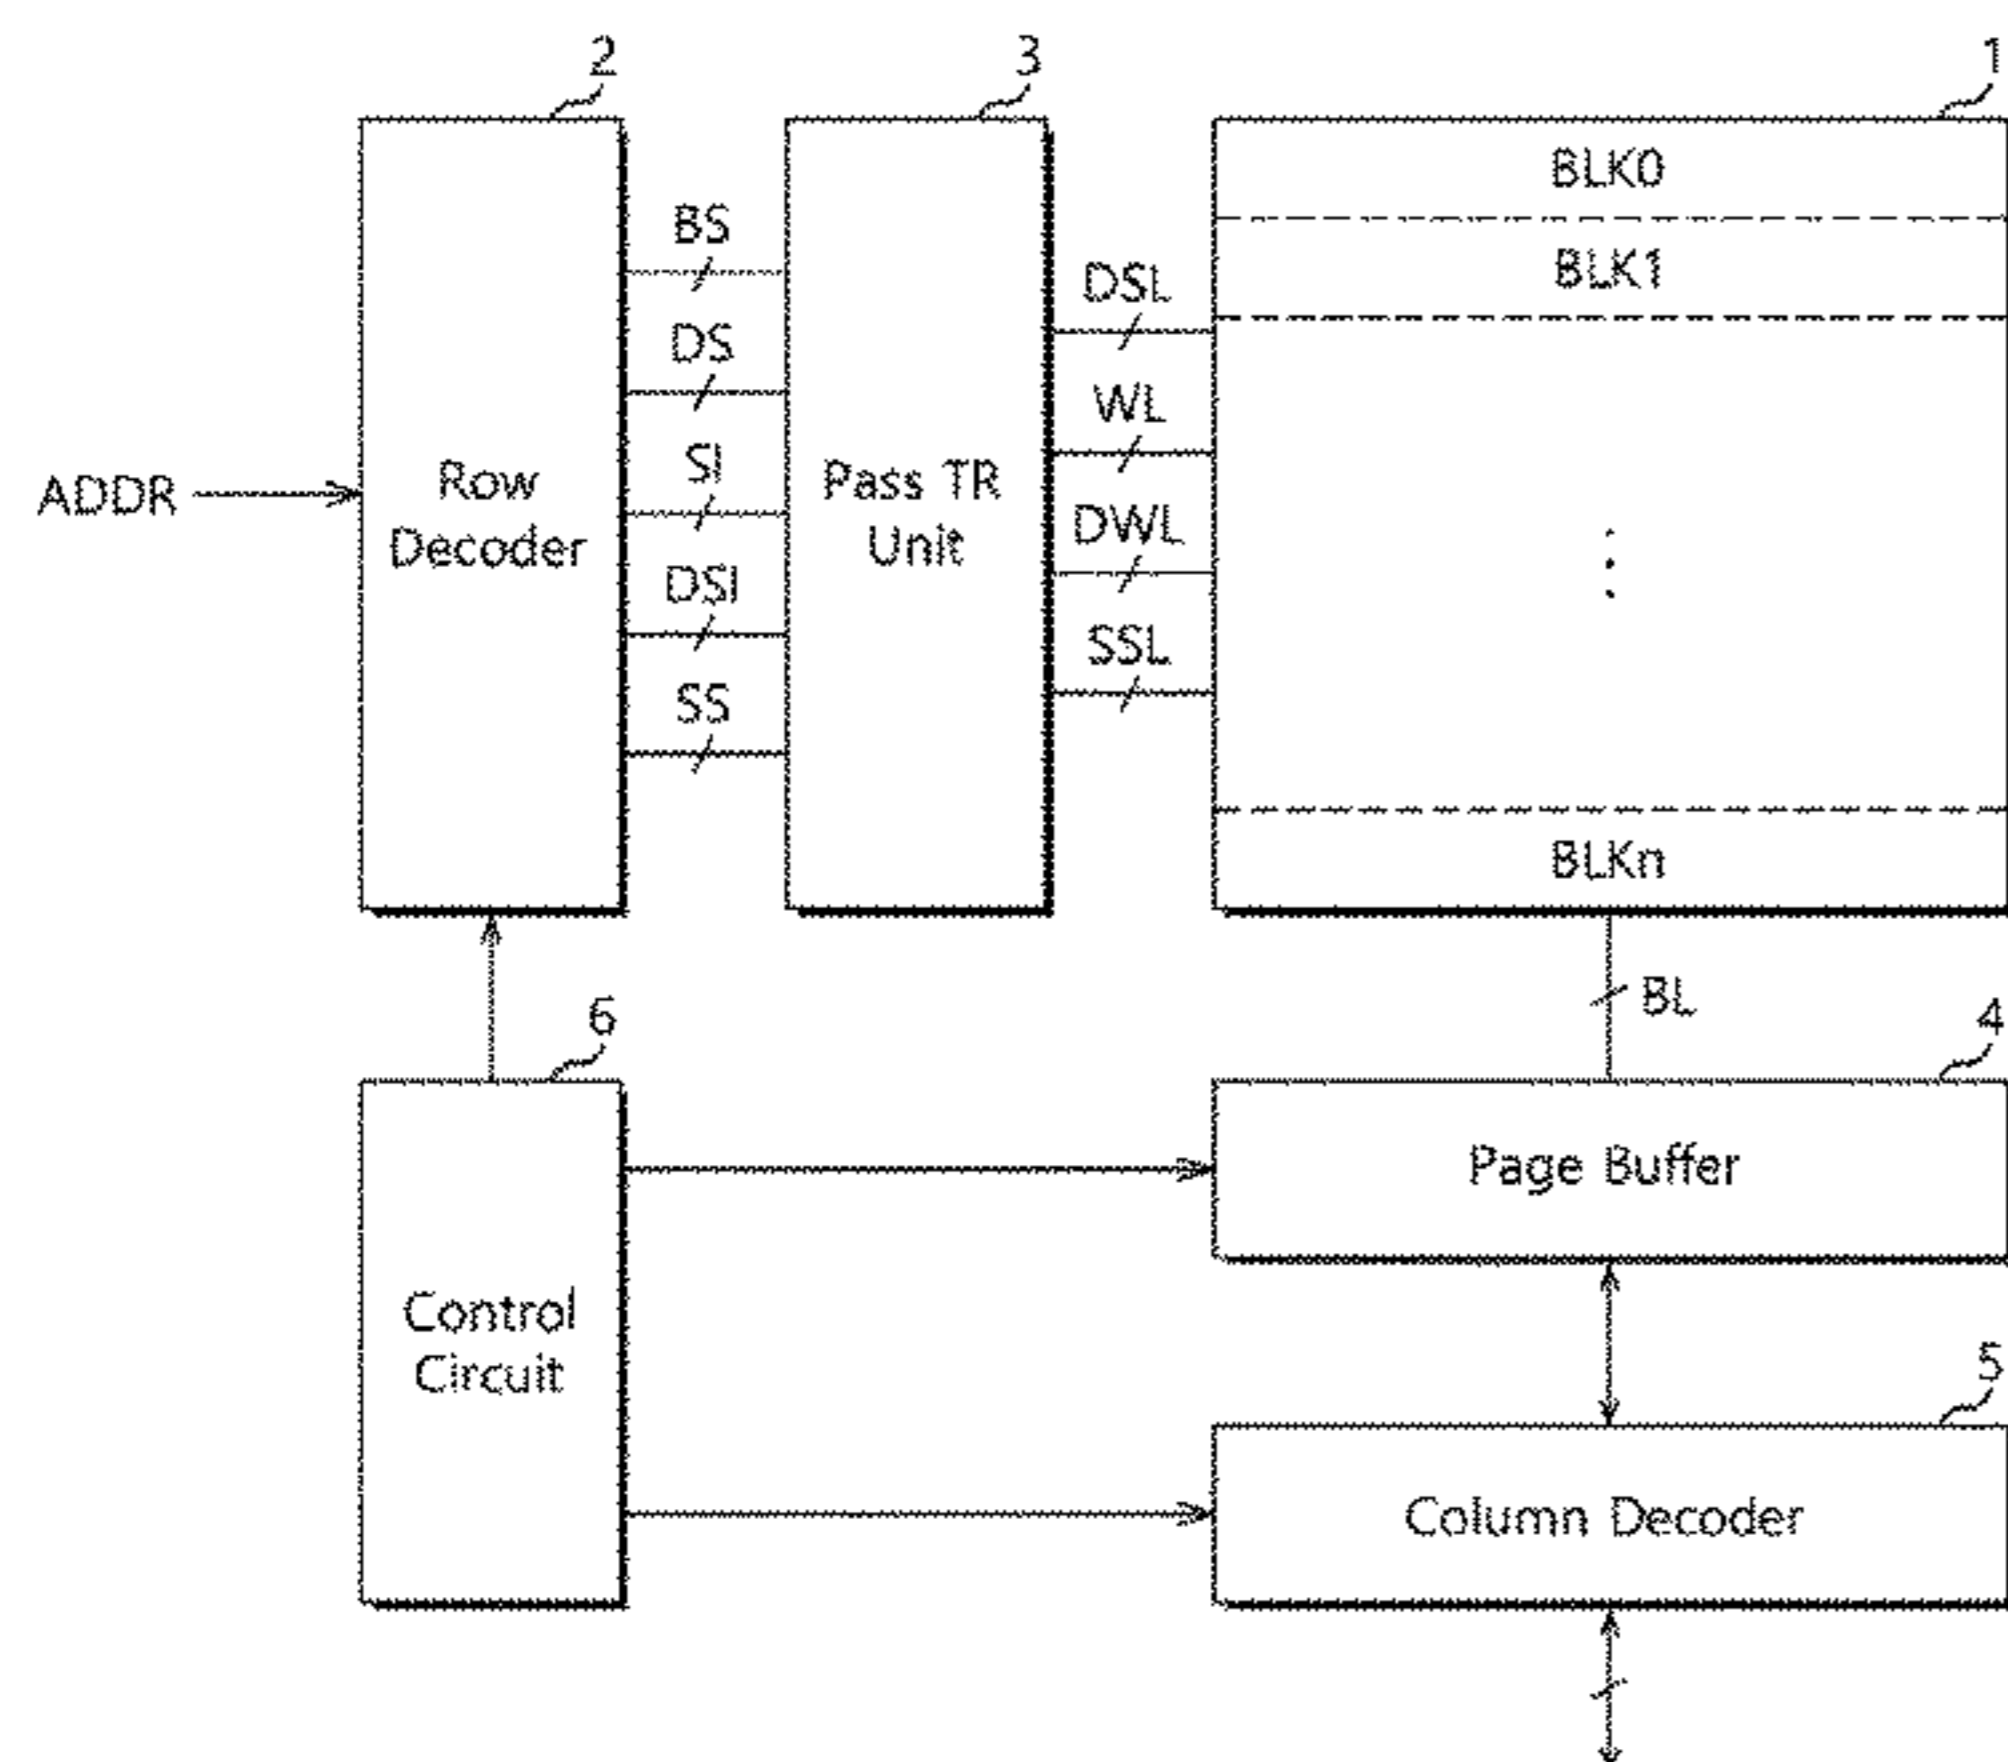 2
3
1
BLK0
BS
BLK1
DSL
DS
WL
SI
ADDR
Row
Decoder
Pass TR
Unit
DWL
DSI
SSL
SS
BLKn
BL
6
4
Page Buffer
Control
Circuit
5
Column Decoder